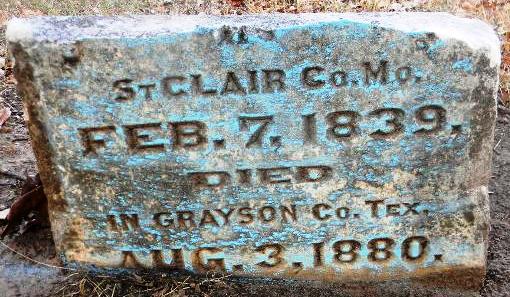 St CLAIR Co. Mo.
FEB. 7, 1839.
DIED
IN GRAYSON Co. TEX.
AUG. 3, 1880.